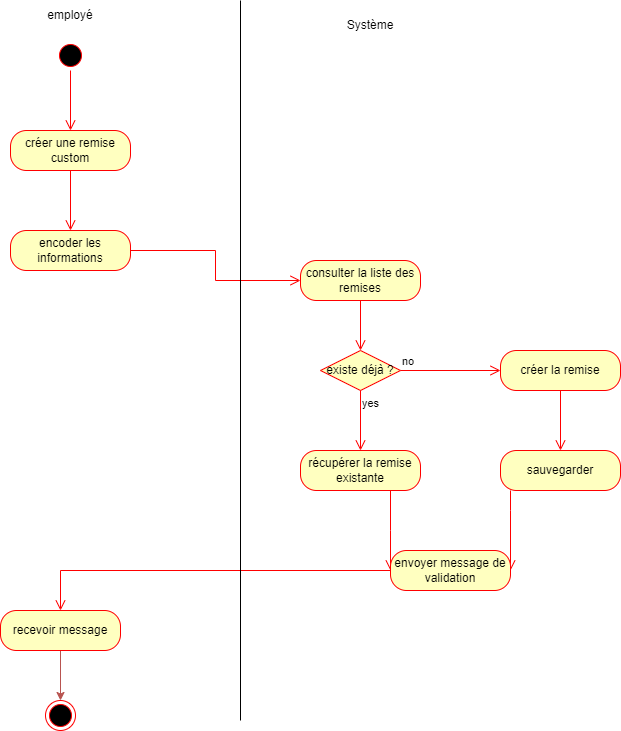 employé
Système
créer une remise
custom
encoder les
informations
consulter la liste des
remises
existe déjà ?
no
créer la remise
yes
récupérer la remise
existante
sauvegarder
envoyer message de
validation
recevoir message